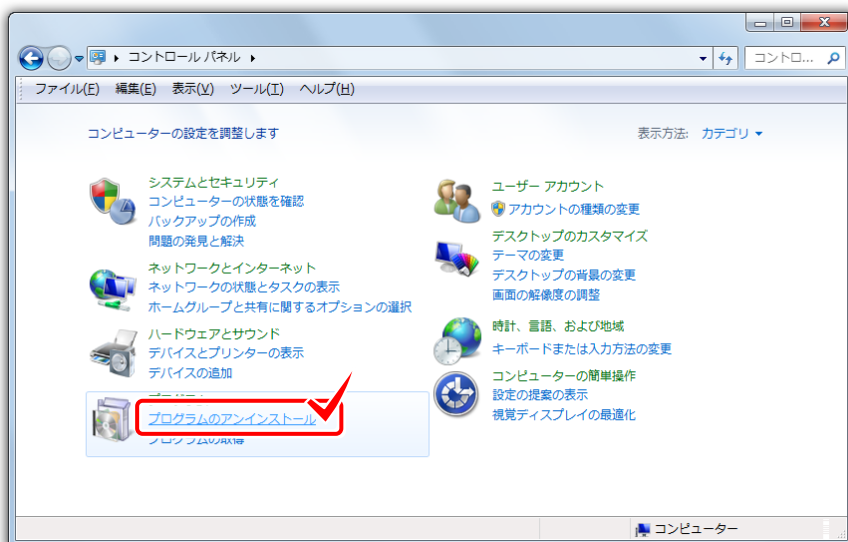 コントロール パネル
コントロ...
ファイル(F) 編集(E) 表示(V) ツール(T) ヘルプ(H)
コンピューターの設定を調整します
表示方法: カテゴリ
システムとセキュリティ
コンピューターの状態を確認
バックアップの作成
問題の発見と解決
ネットワークとインターネット
ネットワークの状態とタスクの表示
ホームグループと共有に関するオプションの選択
ハードウェアとサウンド
デバイスとプリンターの表示
デバイスの追加
プログラムのアンインストール
プログラムの取得
ユーザー アカウント
アカウントの種類の変更
デスクトップのカスタマイズ
テーマの変更
デスクトップの背景の変更
画面の解像度の調整
時計、言語、および地域
キーボードまたは入力方法の変更
コンピューターの簡単操作
設定の提案の表示
視覚ディスプレイの最適化
コンピューター